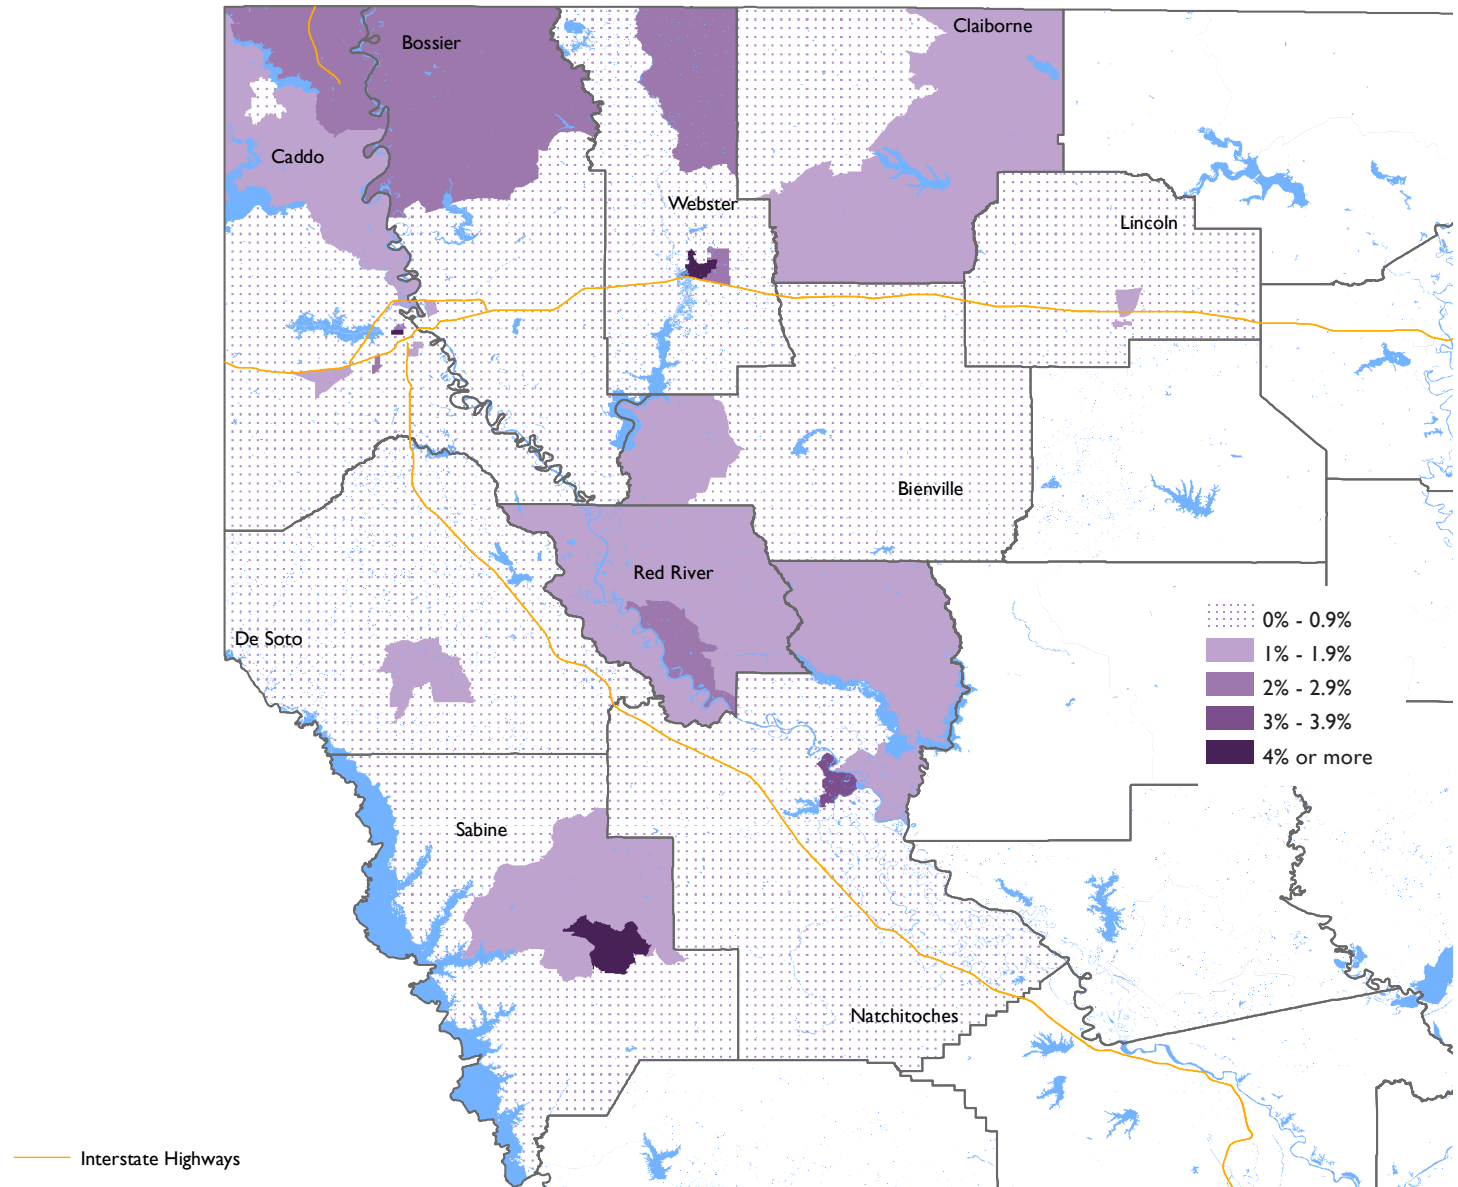 Claiborne
Bossier
Caddo
Webster
Lincoln
Bienville
Red River
De Soto
0% - 0.9%
1% - 1.9%
2% - 2.9%
3% - 3.9%
4% or more
Sabine
Natchitoches
Interstate Highways